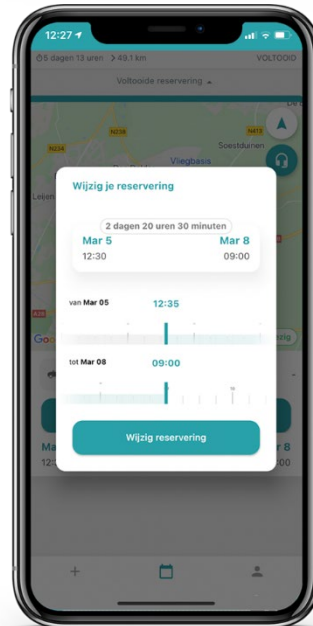 12:27
5 dagen 13 uren > 49.1 km VOLTOOID
Voltooide reservering
N238
N413
N234
Soestduinen
Vliegbasis
Wijzig je reservering
2 dagen 20 uren 30 minuten
Mar 5 Mar 8
12:30 09:00
van Mar 05 12:35
tot Mar 08 09:00
Wijzig reservering